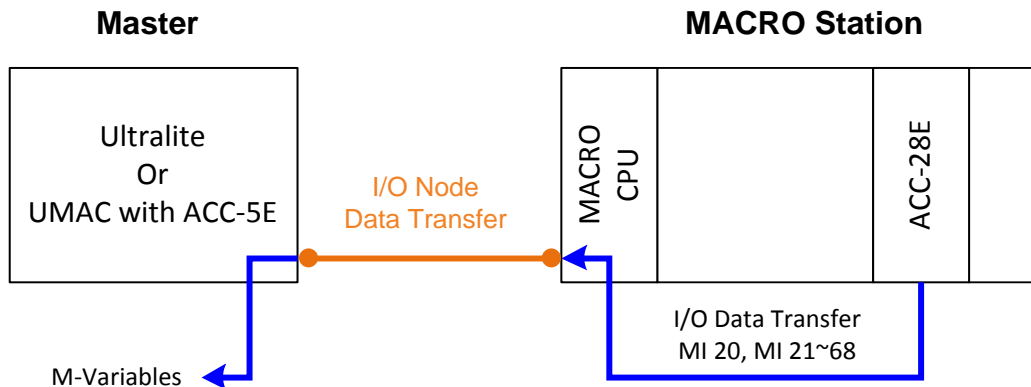 Master
MACRO Station
Ultralite
Or
UMAC with ACC-5E
I/O Node
Data Transfer
MACRO
CPU
ACC-28E
I/O Data Transfer
MI 20, MI 21~68
M-Variables